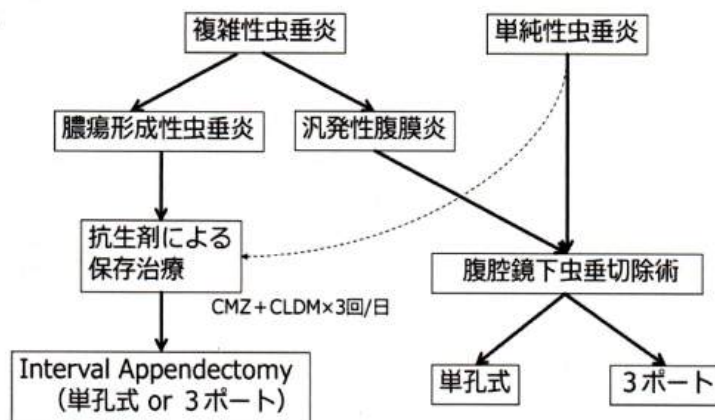 複雑性虫垂炎
単純性虫垂炎
膿瘍形成性虫垂炎
汎発性腹膜炎
抗生剤による
保存治療
腹腔鏡下虫垂切除術
CMZ+CLDM×3回/日
Interval Appendectomy
（単孔式 or 3ポート）
単孔式
3ポート